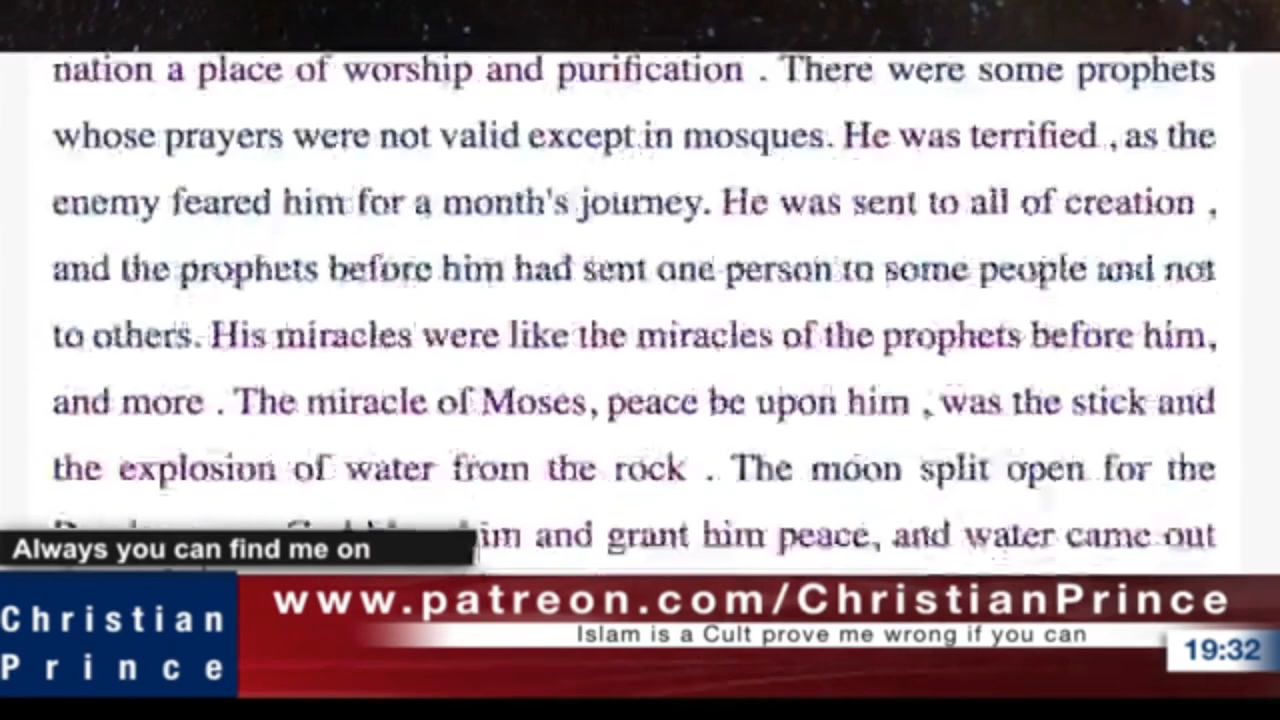 nation a place of worship and purification . There were some prophets
whose prayers were not valid except in mosques. He was terrified , as the
enemy feared him for a month's journey. He was sent to all of creation ,
and the prophets before him had sent one person to some people and not
to others. His miracles were like the miracles of the prophets before him,
and more . The miracle of Moses, peace be upon him , was the stick and
the explosion of water from the rock . The moon split open for the
and grant him peace, and water came out
Always you can find me on
Christian
Prince
www.patreon.com/ChristianPrince
Islam is a Cult prove me wrong if you can
19:32